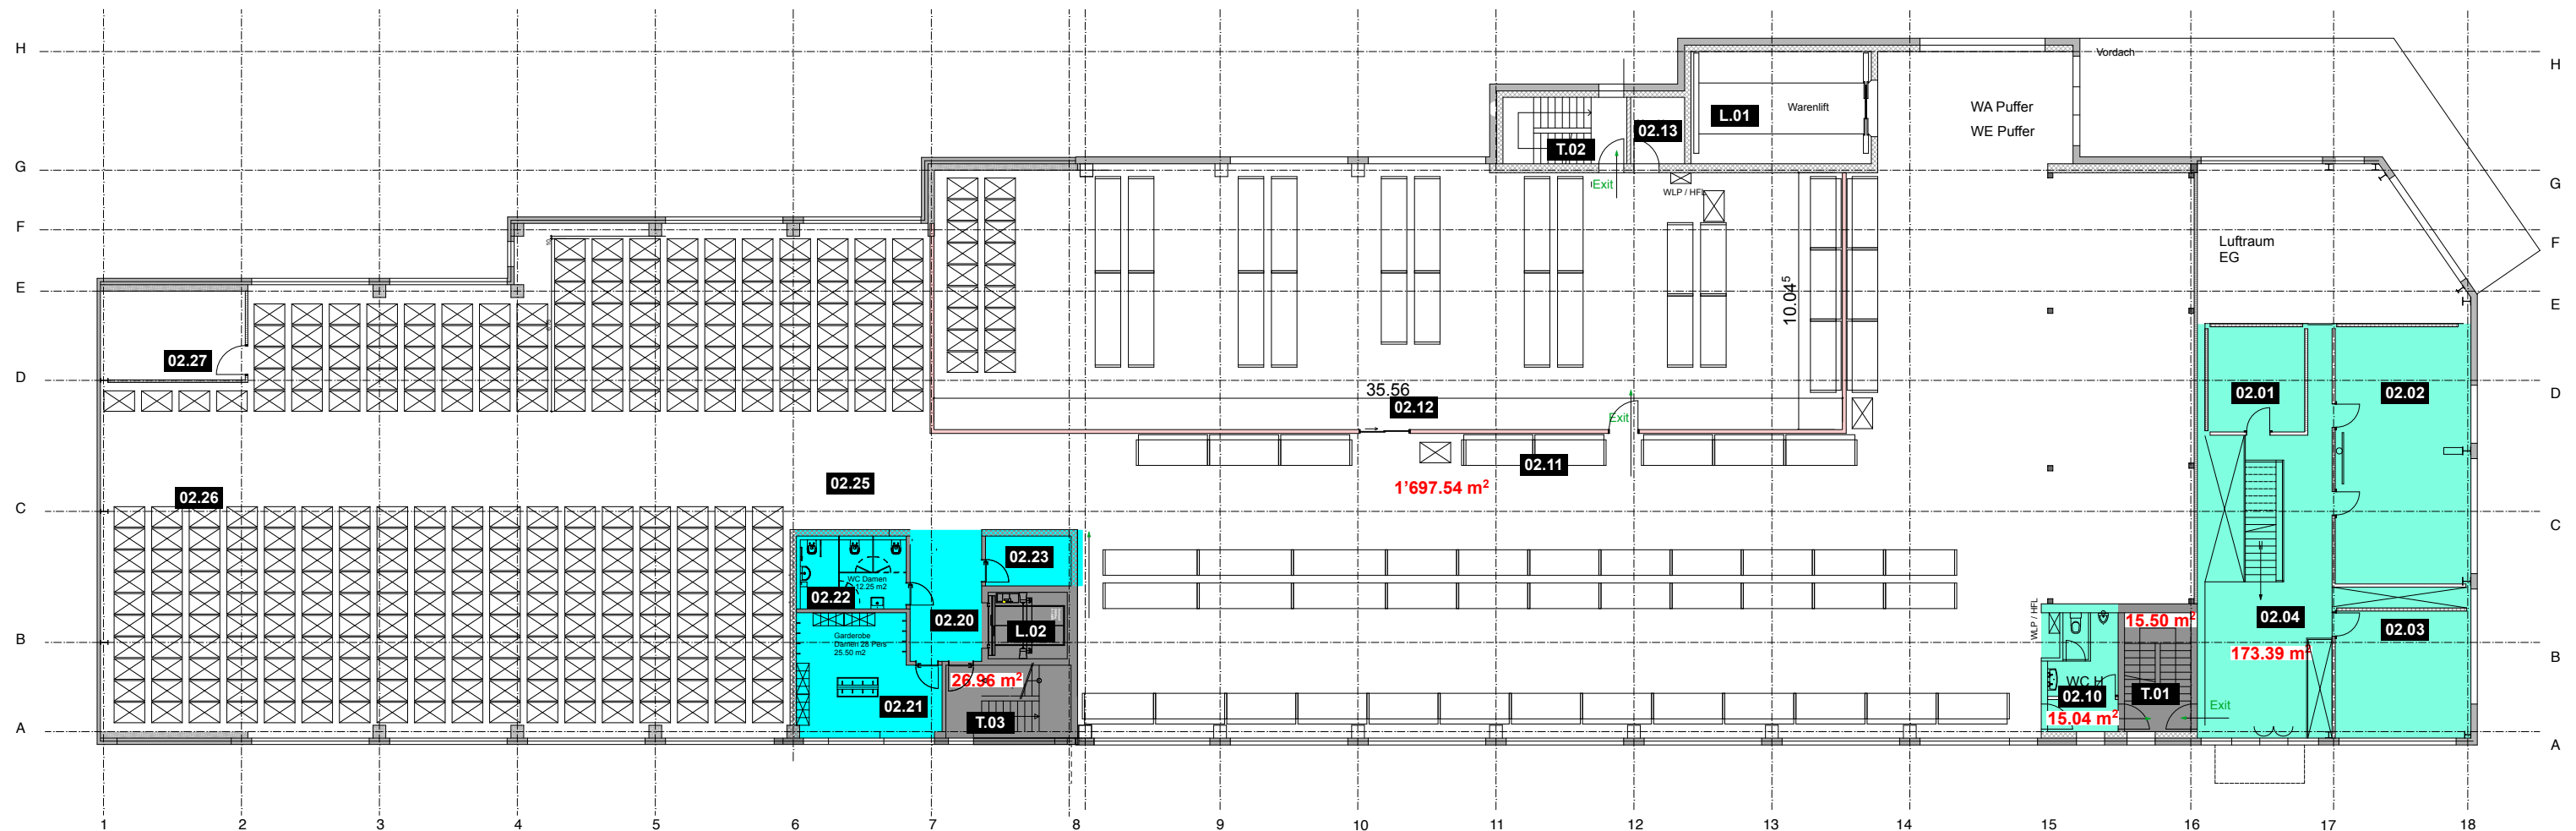 H
H
Vordach
L.01
Warenlift
WA Puffer
WE Puffer
02.13
T.02
G
G
Exit
WLP / HFL
F
F
Luftraum
EG
E
E
10.04⁵
02.27
D
D
35.56
02.12
Exit
02.01
02.02
02.11
02.25
1’697.54 m²
02.26
C
C
02.23
WC Damen
12.25 m2
02.22
02.20
L.02
Garderobe
Damen 28 Pers
25.50 m2
WLP / HFL
15.50 m²
02.04
02.03
B
B
173.39 m²
26.96 m²
WC H
02.10
T.01
02.21
T.03
15.04 m²
Exit
A
A
1
2
3
4
5
6
7
8
9
10
11
12
13
14
15
16
17
18